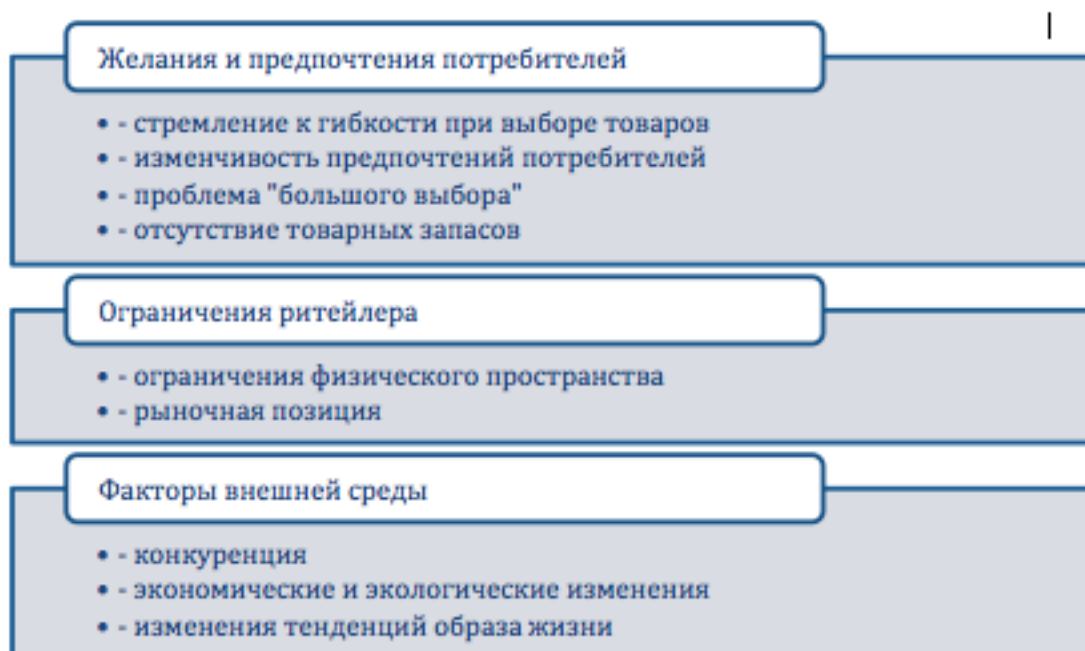 Желания и предпочтения потребителей
• - стремление к гибкости при выборе товаров
• - изменчивость предпочтений потребителей
• - проблема "большого выбора"
• - отсутствие товарных запасов
Ограничения ритейлера
• - ограничения физического пространства
• - рыночная позиция
Факторы внешней среды
• - конкуренция
• - экономические и экологические изменения
• - изменения тенденций образа жизни